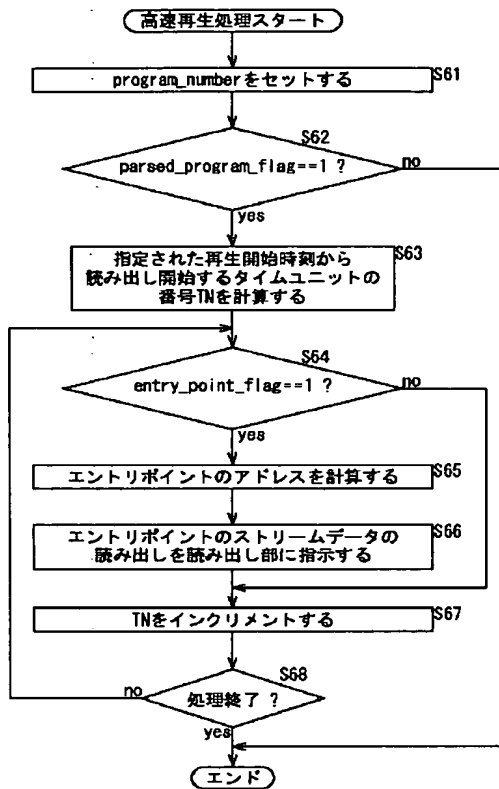 高速再生処理スタート
S61
program_numberをセットする
S62
parsed_program_flag==1 ?
no
yes
S63
指定された再生開始時刻から
読み出し開始するタイムユニットの
番号TNを計算する
S64
entry_point_flag==1 ?
no
yes
S65
エントリポイントのアドレスを計算する
S66
エントリポイントのストリームデータの
読み出しを読み出し部に指示する
S67
TNをインクリメントする
S68
no
処理終了 ?
yes
エンド